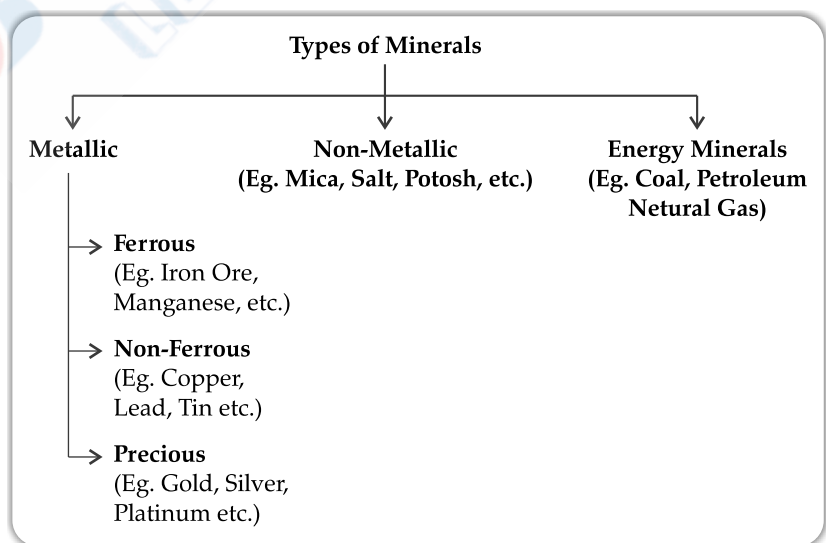 Types of Minerals
Metallic
Non-Metallic
(Eg. Mica, Salt, Potosh, etc.)
Energy Minerals
(Eg. Coal, Petroleum
Netural Gas)
Ferrous
(Eg. Iron Ore,
Manganese, etc.)
Non-Ferrous
(Eg. Copper,
Lead, Tin etc.)
Precious
(Eg. Gold, Silver,
Platinum etc.)